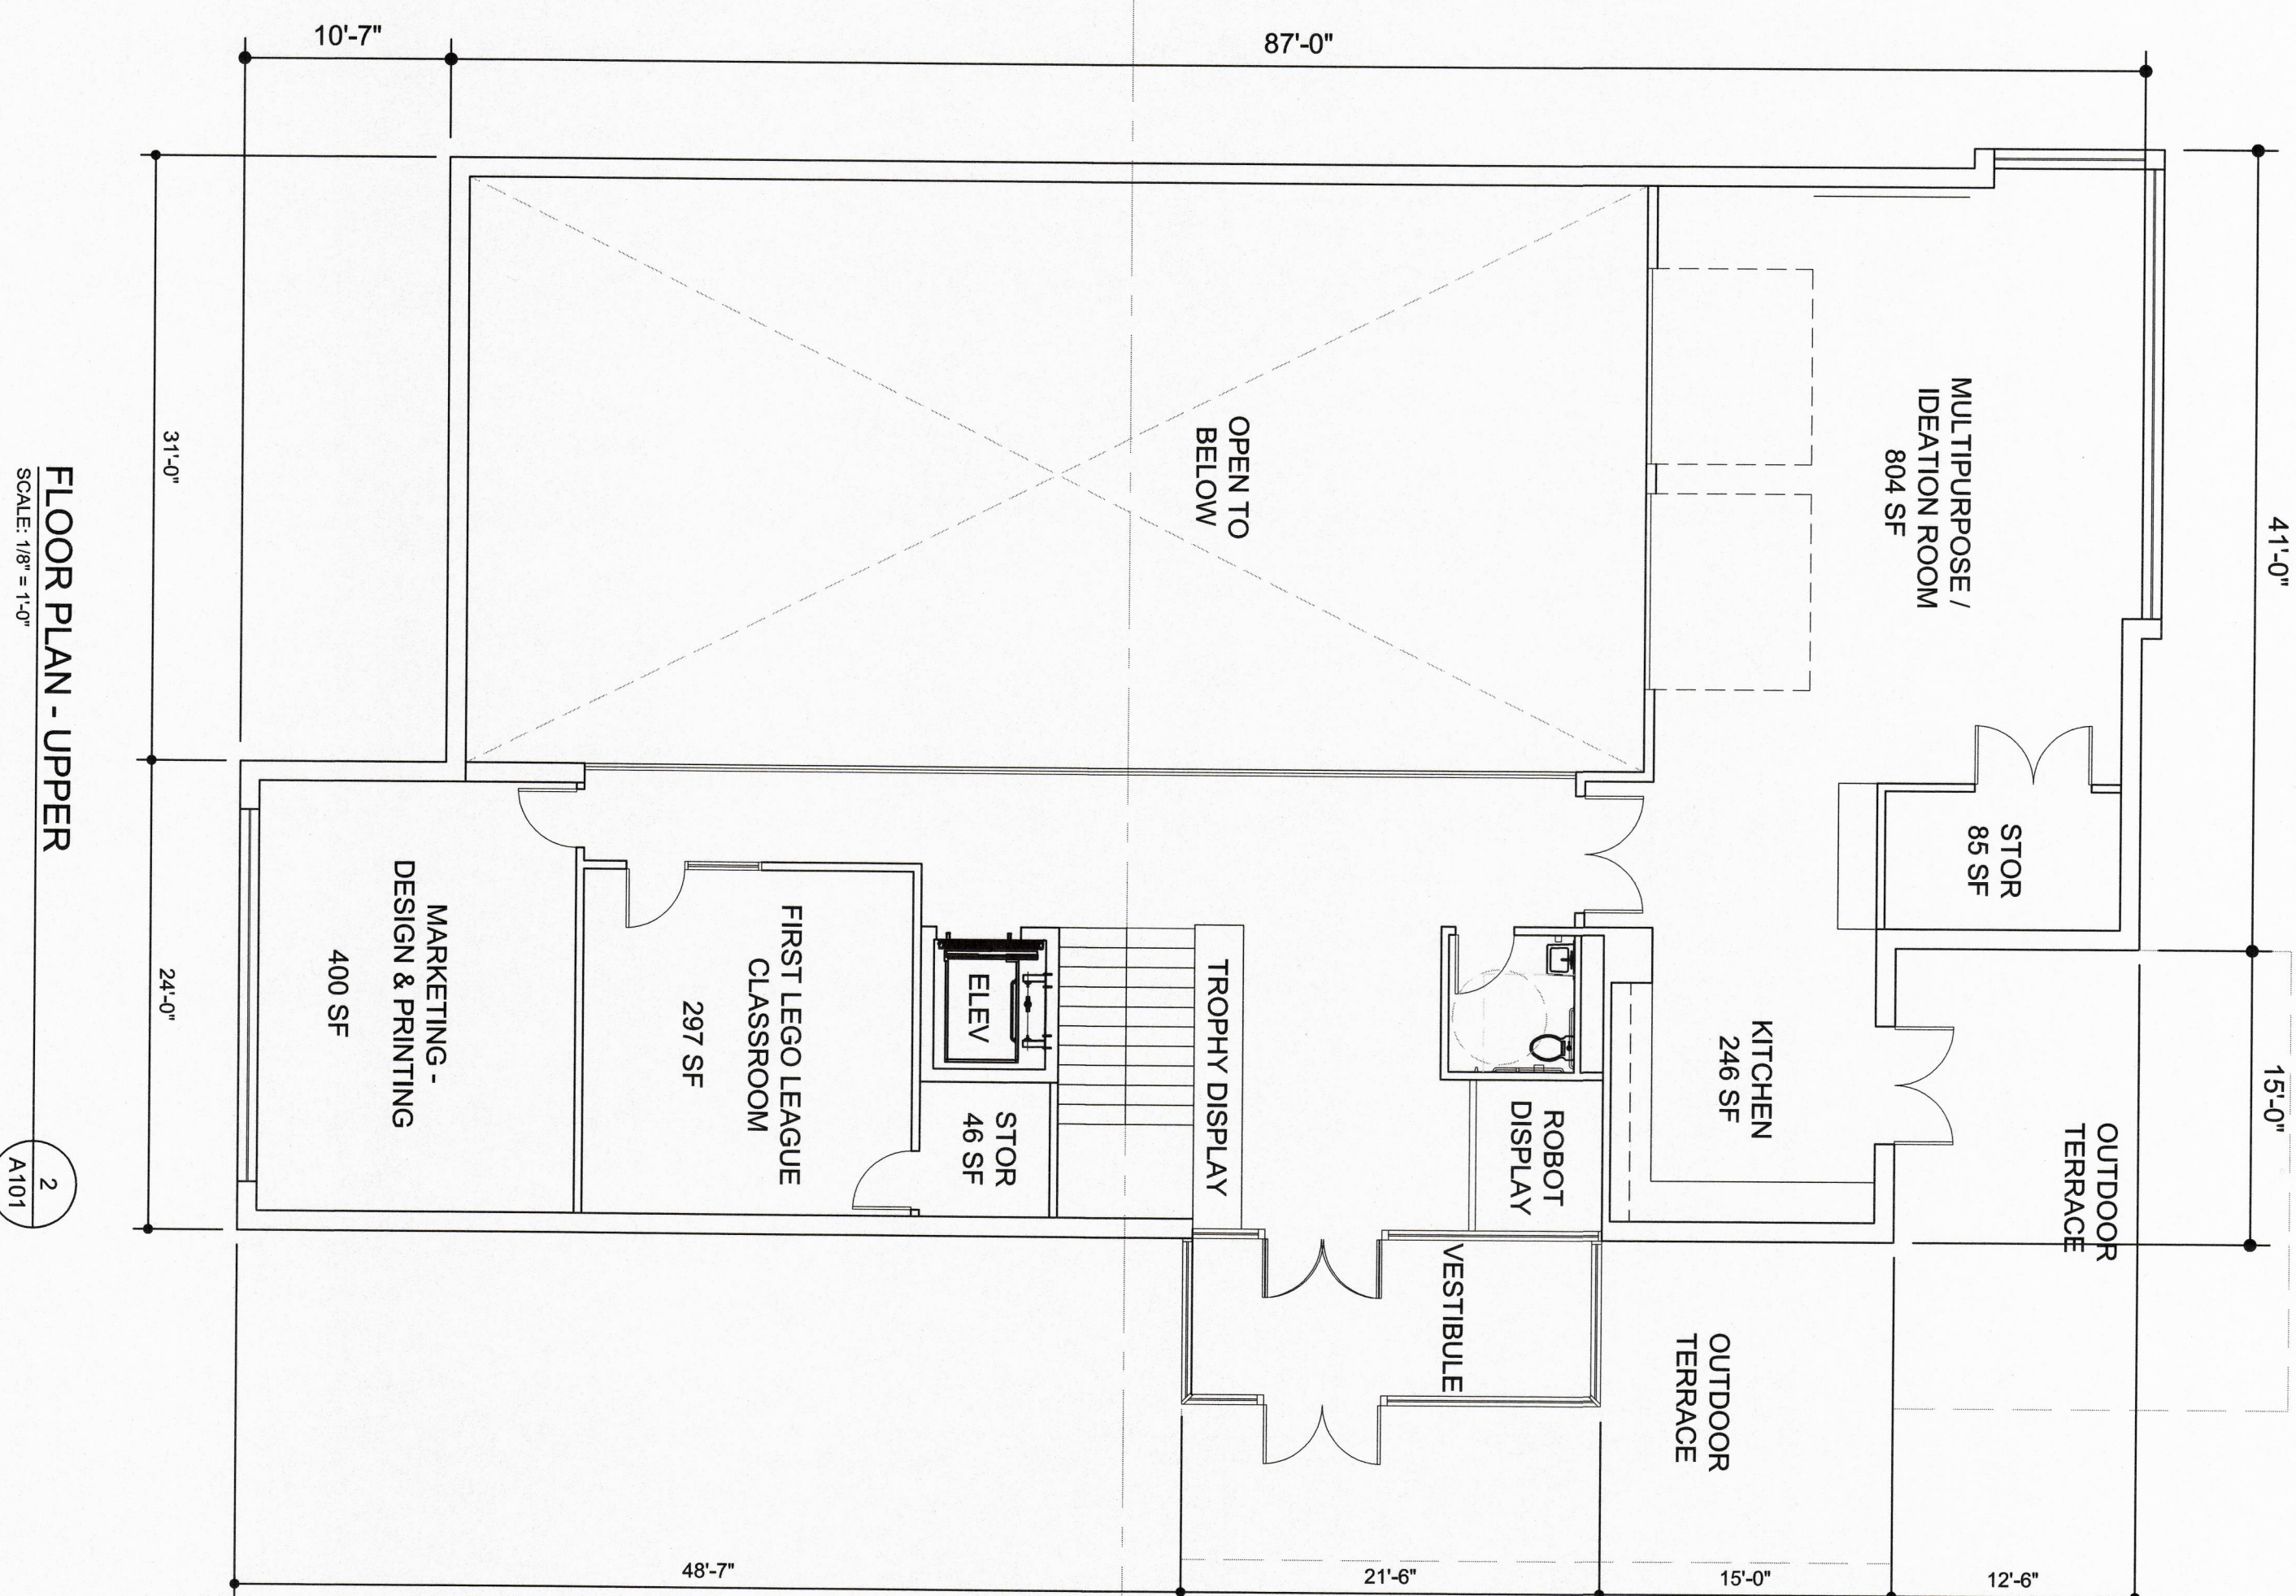 10'-7"
87'-0"
41'-0"
15'-0"
31'-0"
24'-0"
MULTIPURPOSE /
IDEATION ROOM
804 SF
OPEN TO
BELOW
STOR
85 SF
MARKETING -
DESIGN & PRINTING
400 SF
FIRST LEGO LEAGUE
CLASSROOM
297 SF
ELEV
STOR
46 SF
TROPHY DISPLAY
ROBOT
DISPLAY
KITCHEN
246 SF
OUTDOOR
TERRACE
VESTIBULE
OUTDOOR
TERRACE
48'-7"
21'-6"
15'-0"
12'-6"
FLOOR PLAN - UPPER
SCALE: 1/8" = 1'-0"
2
A101